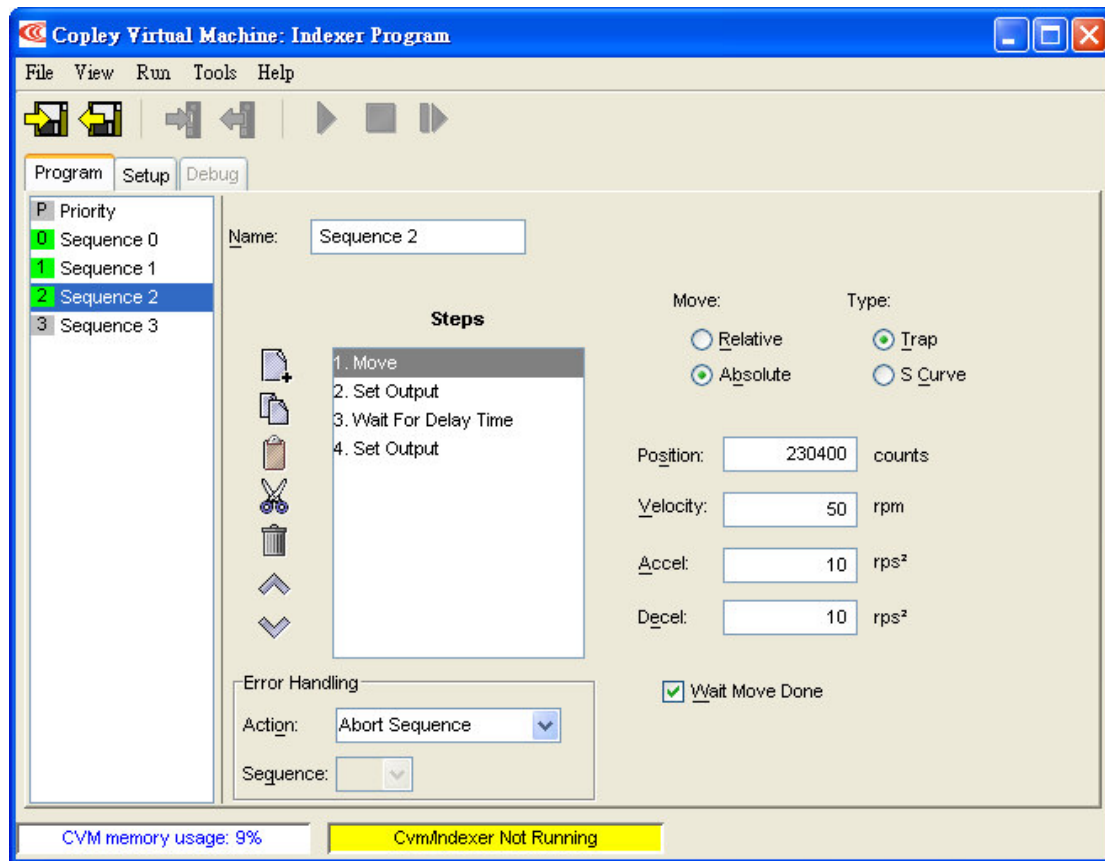 Copley Virtual Machine: Indexer Program
File View Run Tools Help
Program Setup Debug
P Priority
0 Sequence 0
1 Sequence 1
2 Sequence 2
3 Sequence 3
Name: Sequence 2
Steps
1. Move
2. Set Output
3. Wait For Delay Time
4. Set Output
Move: Type:
Relative Trap
Absolute S Curve
Position: 230400 counts
Velocity: 50 rpm
Accel: 10 rps²
Decel: 10 rps²
Wait Move Done
Error Handling
Action: Abort Sequence
Sequence:
CVM memory usage: 9% Cvm/Indexer Not Running